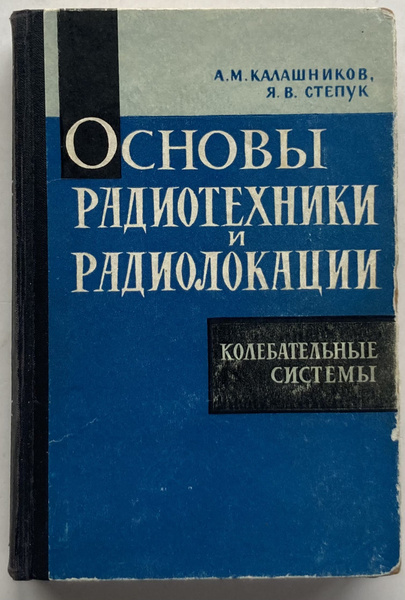 А.М.КАЛАШНИКОВ,
Я.В.СТЕПУК
ОСНОВЫ
РАДИОТЕХНИКИ
И
РАДИОЛОКАЦИИ
КОЛЕБАТЕЛЬНЫЕ
СИСТЕМЫ